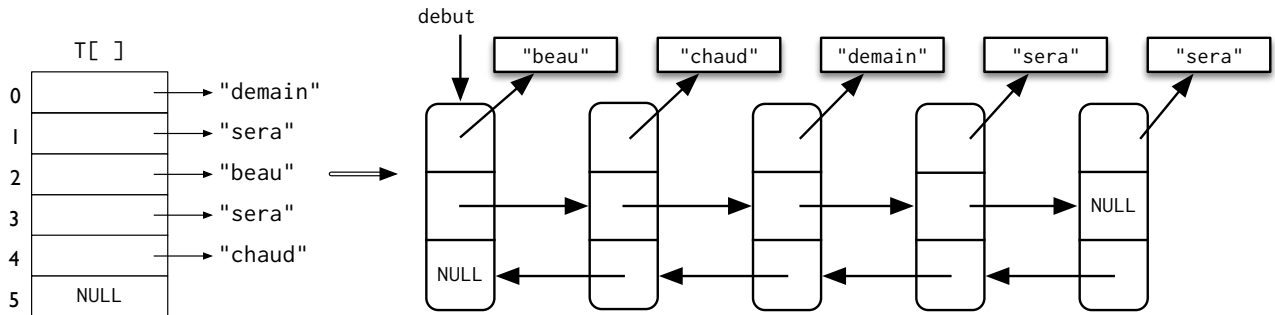 debut
T[ ]
"beau" "chaud" "demain" "sera" "sera"
0 "demain"
1 "sera"
2 "beau"
3 "sera"
NULL
4 "chaud"
NULL
5 NULL